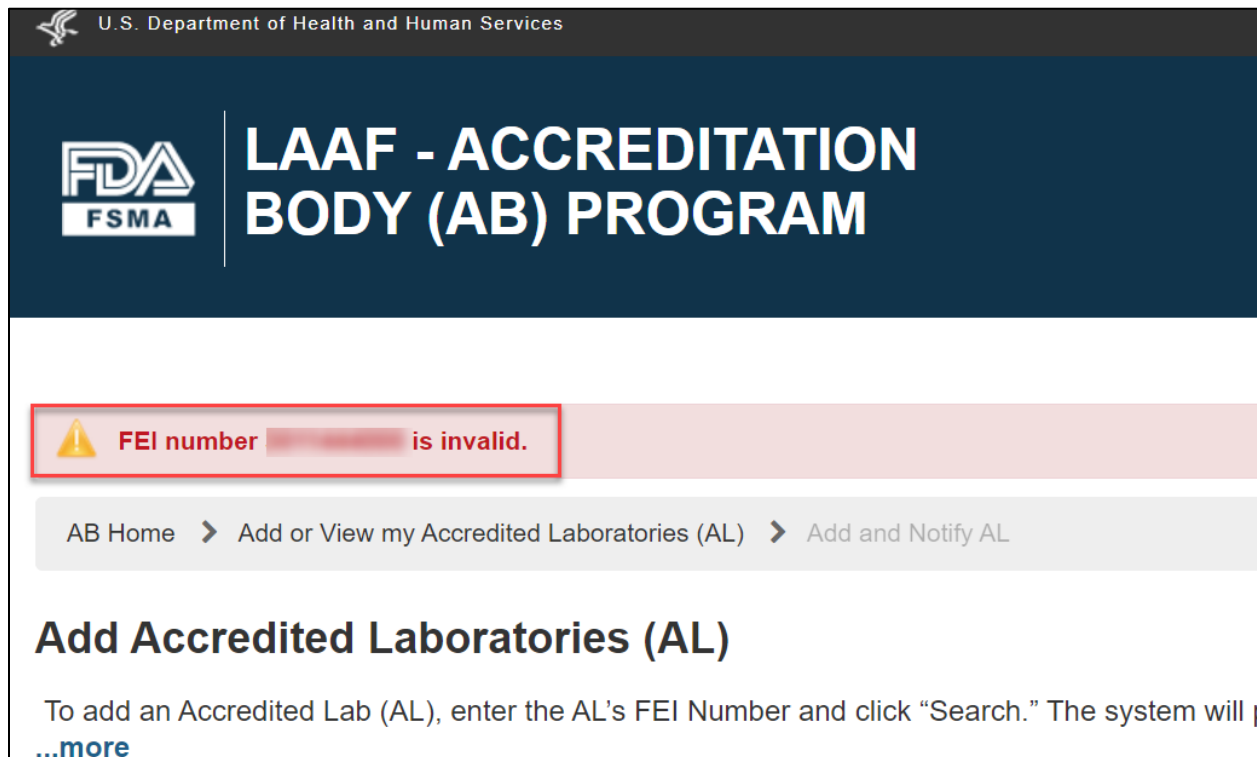 U.S. Department of Health and Human Services
FDA
FSMA
LAAF - ACCREDITATION
BODY (AB) PROGRAM
FEI number is invalid.
AB Home > Add or View my Accredited Laboratories (AL) > Add and Notify AL
Add Accredited Laboratories (AL)
To add an Accredited Lab (AL), enter the AL’s FEI Number and click “Search.” The system will
...more